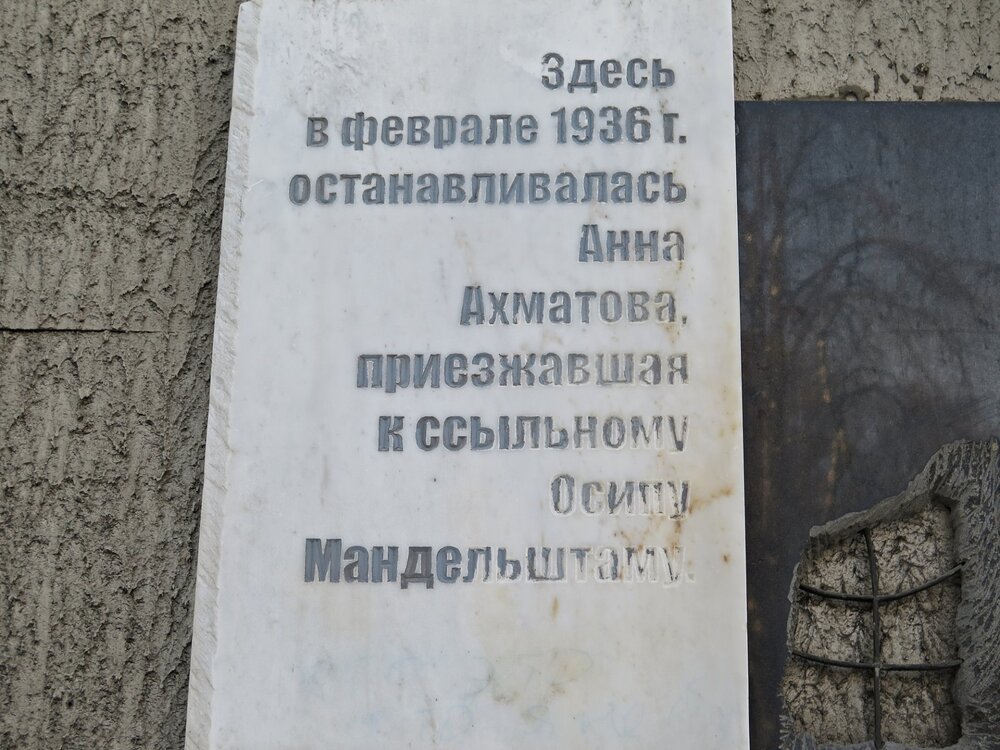 Здесь
в феврале 1936 г.
останавливалась
Анна
Ахматова,
приезжавшая
к ссыльному
Осипу
Мандельштаму.